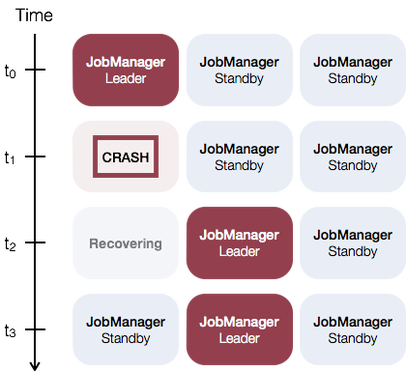 Time
t0
JobManager
Leader
JobManager
Standby
JobManager
Standby
t1
CRASH
JobManager
Standby
JobManager
Standby
t2
Recovering
JobManager
Leader
JobManager
Standby
t3
JobManager
Standby
JobManager
Leader
JobManager
Standby